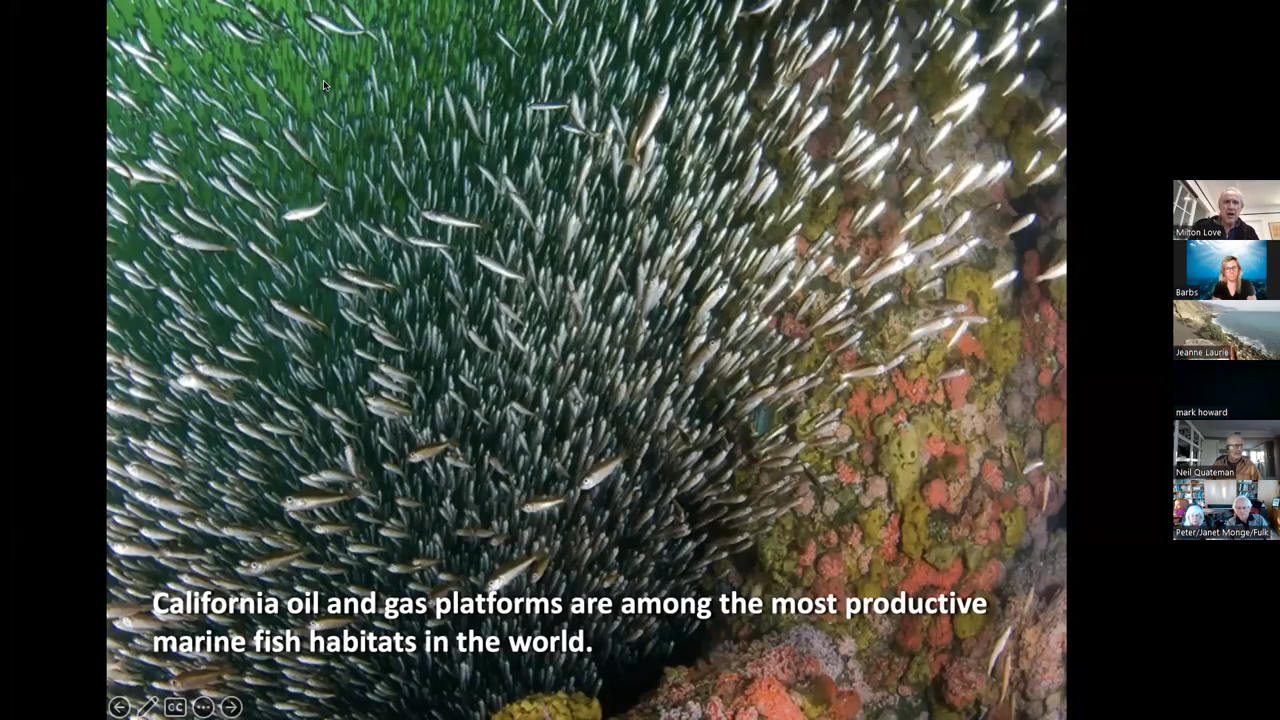 California oil and gas platforms are among the most productive
marine fish habitats in the world.
CC
Milton Love
Barbs
Jeanne Laurie
mark howard
Neil Quateman
Peter/Janet Monge/Fulk